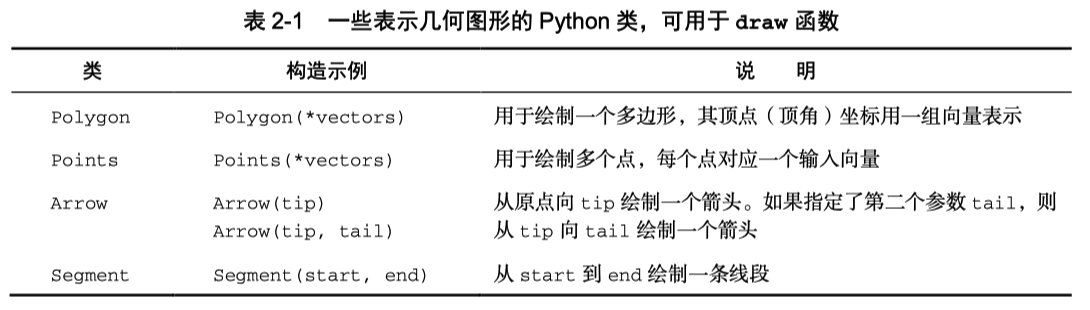 表 2-1 一些表示几何图形的 Python 类，可用于 draw 函数
类 构造示例 说 明
Polygon Polygon(*vectors) 用于绘制一个多边形，其顶点（顶角）坐标用一组向量表示
Points Points(*vectors) 用于绘制多个点，每个点对应一个输入向量
Arrow Arrow(tip) 从原点向 tip 绘制一个箭头。如果指定了第二个参数 tail，则
Arrow(tip, tail) 从 tip 向 tail 绘制一个箭头
Segment Segment(start, end) 从 start 到 end 绘制一条线段